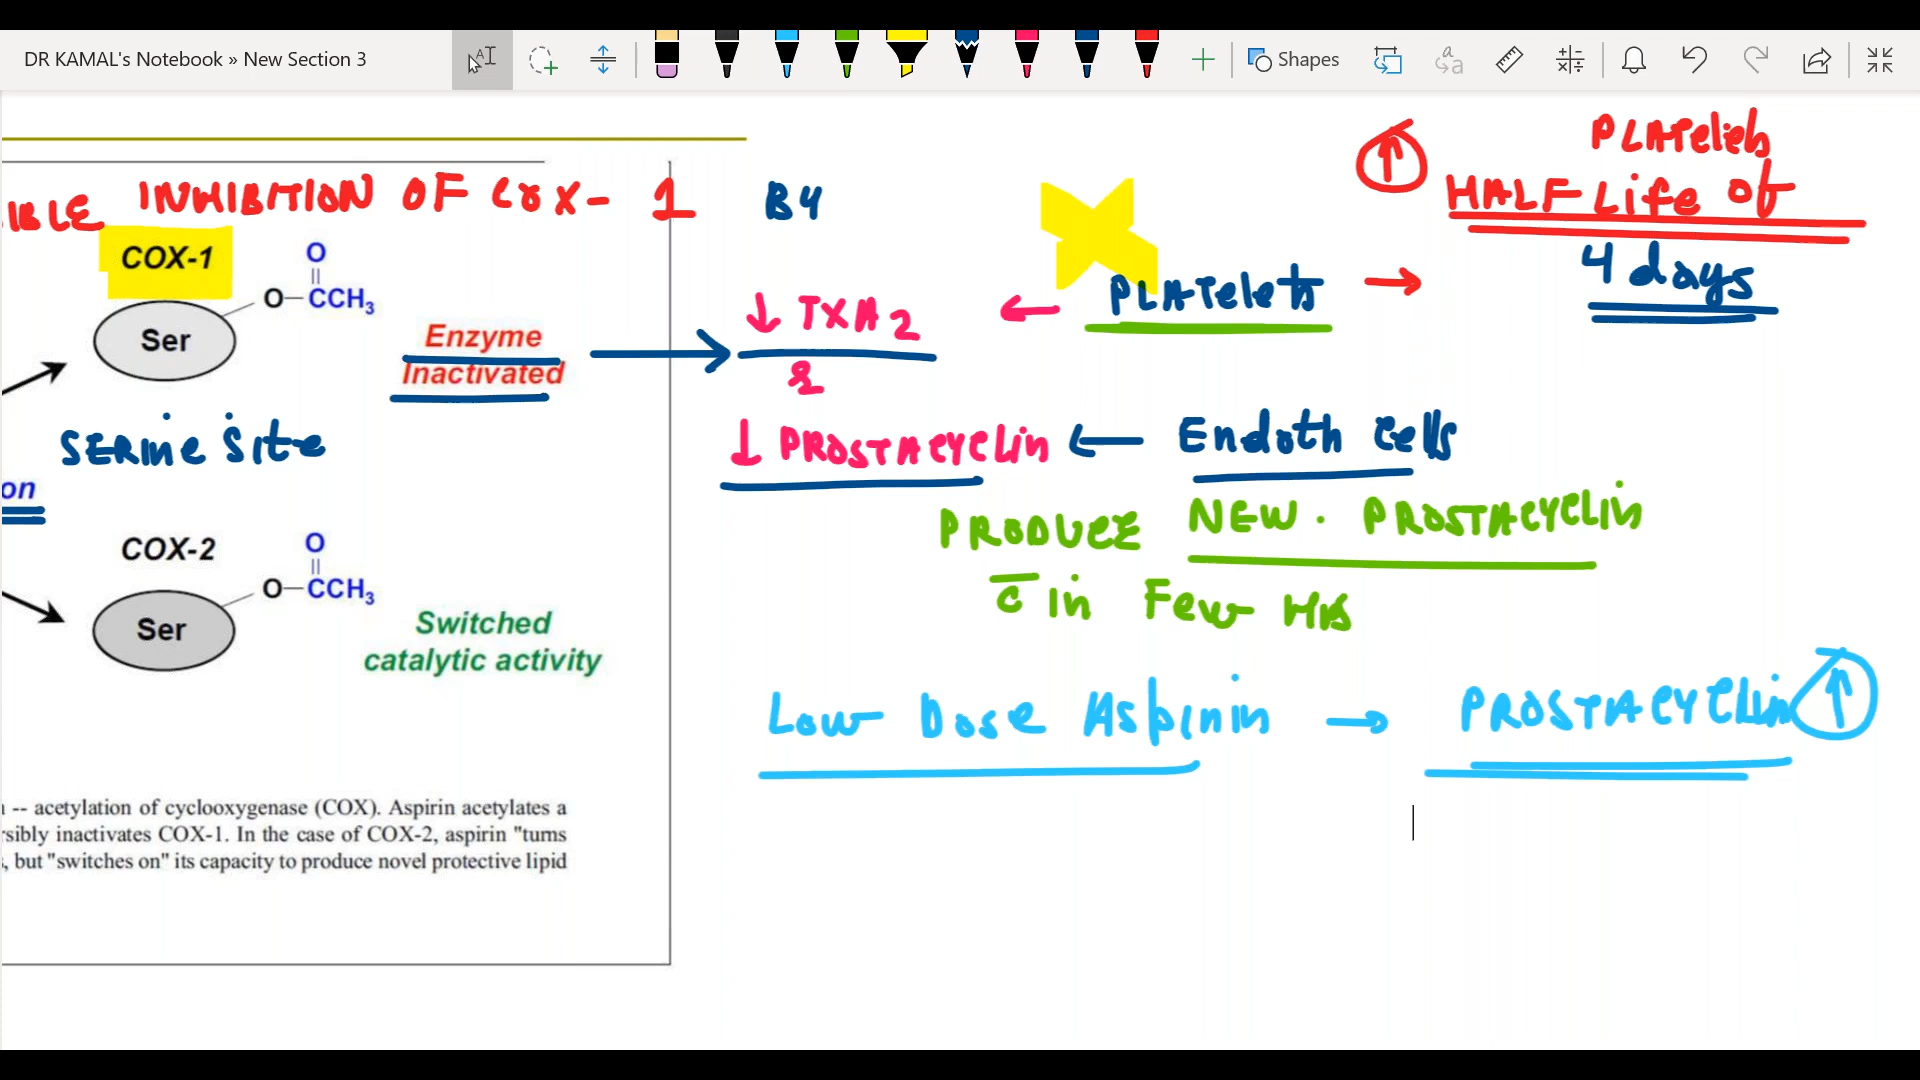 DR KAMAL's Notebook » New Section 3
Shapes
IBLE INHIBITION OF COX- 1 BY
↑ PLATELETS
HALF Life of
4 days
COX-1
O
O CCH3
Ser
Enzyme
Inactivated
↓ TXA2 ← PLATELETS →
&
SERINE SITE
on
↓ PROSTACYCLIN ← Endoth cells
PRODUCE NEW. PROSTACYCLIN
c̄ in Few HRS
COX-2
O
O CCH3
Ser
Switched
catalytic activity
Low Dose Aspirin → PROSTACYCLIN ↑
-- acetylation of cyclooxygenase (COX). Aspirin acetylates a
rsibly inactivates COX-1. In the case of COX-2, aspirin "turns
, but "switches on" its capacity to produce novel protective lipid